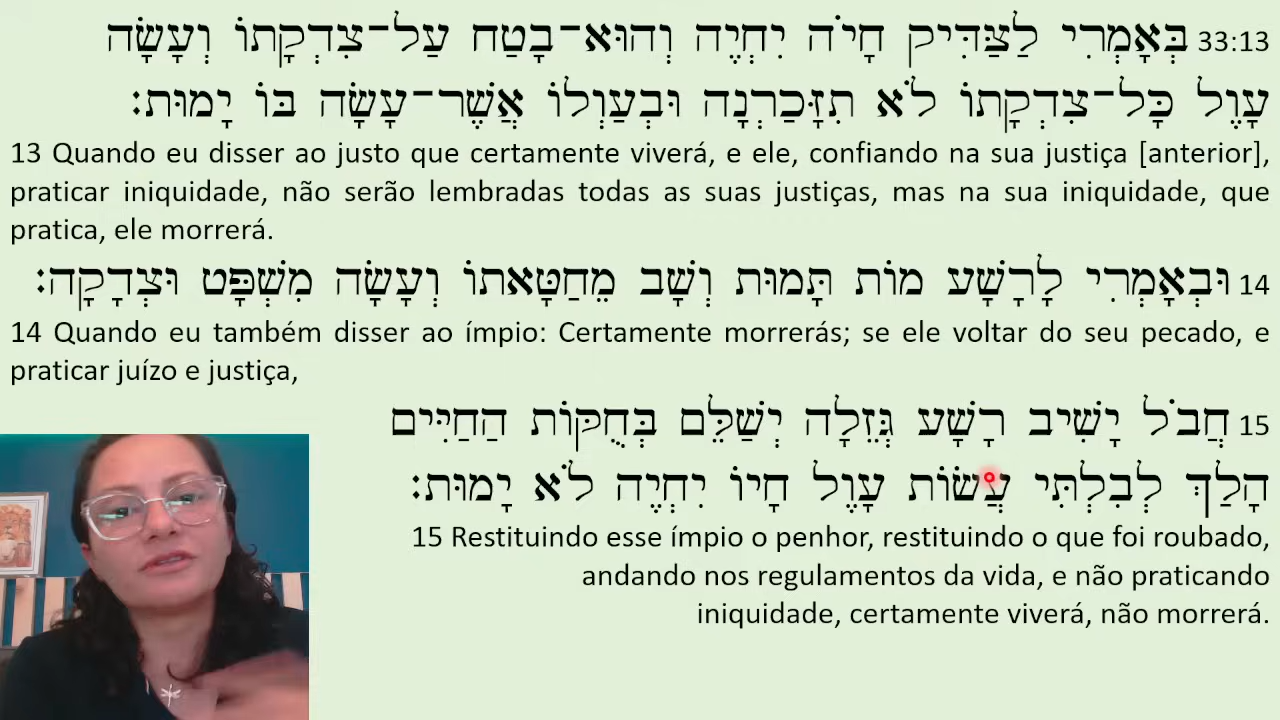 33:13 בְּאָמְרִי לַצַּדִּיק חָיֹה יִחְיֶה וְהוּא־בָטַח עַל־צִדְקָתוֹ וְעָשָׂה
עָוֶל כָּל־צִדְקָתוֹ לֹא תִזָּכַרְנָה וּבְעַוְלוֹ אֲשֶׁר־עָשָׂה בּוֹ יָמוּת׃
13 Quando eu disser ao justo que certamente viverá, e ele, confiando na sua justiça [anterior],
praticar iniquidade, não serão lembradas todas as suas justiças, mas na sua iniquidade, que
pratica, ele morrerá.
14 וּבְאָמְרִי לָרָשָׁע מוֹת תָּמוּת וְשָׁב מֵחַטָּאתוֹ וְעָשָׂה מִשְׁפָּט וּצְדָקָה׃
14 Quando eu também disser ao ímpio: Certamente morrerás; se ele voltar do seu pecado, e
praticar juízo e justiça,
15 חֲבֹל יָשִׁיב רָשָׁע גְּזֵלָה יְשַׁלֵּם בְּחֻקּוֹת הַחַיִּים
הָלַךְ לְבִלְתִּי עֲשׂוֹת עָוֶל חָיוֹ יִחְיֶה לֹא יָמוּת׃
15 Restituindo esse ímpio o penhor, restituindo o que foi roubado,
andando nos regulamentos da vida, e não praticando
iniquidade, certamente viverá, não morrerá.